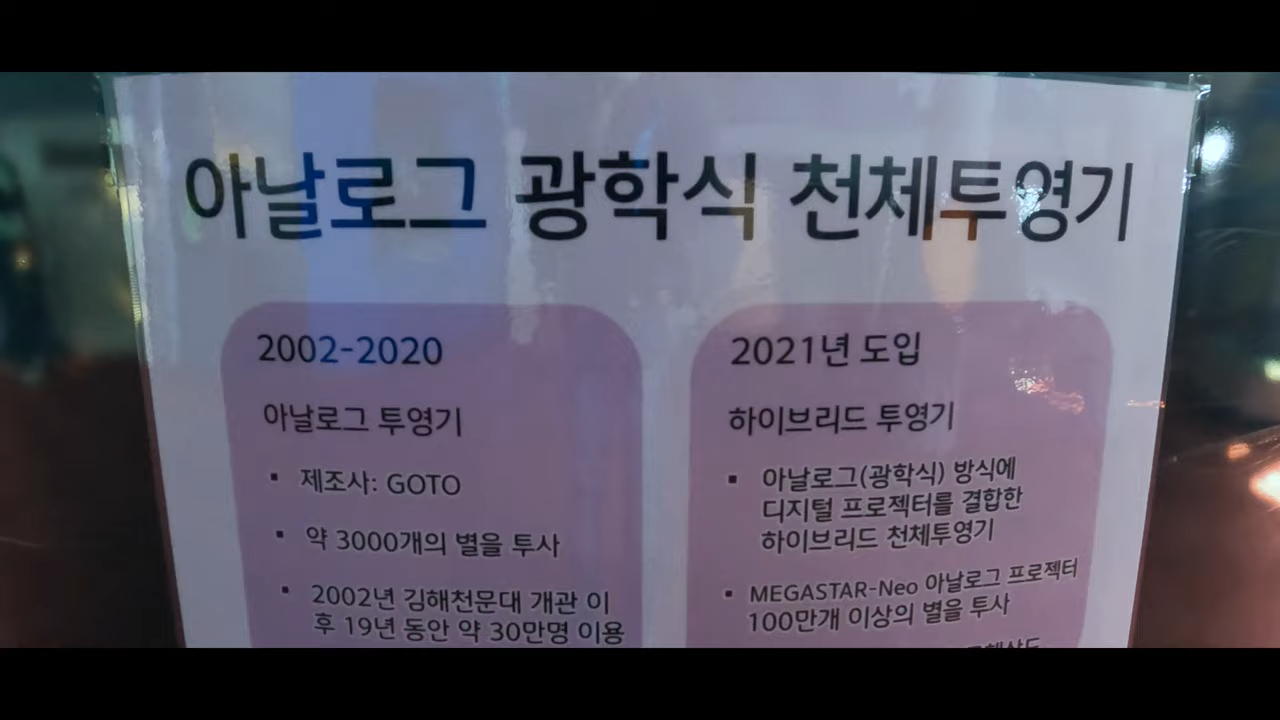 아날로그 광학식 천체투영기
2002-2020
아날로그 투영기
▪ 제조사: GOTO
▪ 약 3000개의 별을 투사
▪ 2002년 김해천문대 개관 이
후 19년 동안 약 30만명 이용
2021년 도입
하이브리드 투영기
▪ 아날로그(광학식) 방식에
디지털 프로젝터를 결합한
하이브리드 천체투영기
▪ MEGASTAR-Neo 아날로그 프로젝터
100만개 이상의 별을 투사